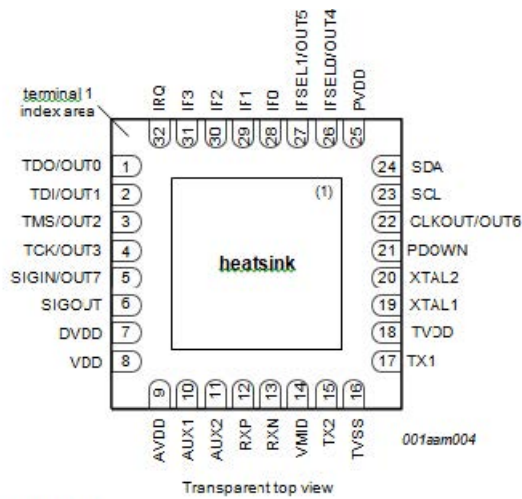 terminal 1
index area
IRQ
IF3
IF2
IF1
IF0
IFSEL1/OUT5
IFSEL0/OUT4
PVDD
32
31
30
29
28
27
26
25
TDO/OUT0
1
TDI/OUT1
2
TMS/OUT2
3
TCK/OUT3
4
SIGIN/OUT7
5
SIGOUT
6
DVDD
7
VDD
8
(1)
heatsink
24
SDA
23
SCL
22
CLKOUT/OUT6
21
PDOWN
20
XTAL2
19
XTAL1
18
TVDD
17
TX1
9
10
11
12
13
14
15
16
AVDD
AUX1
AUX2
RXP
RXN
VMID
TX2
TVSS
001aam004
Transparent top view